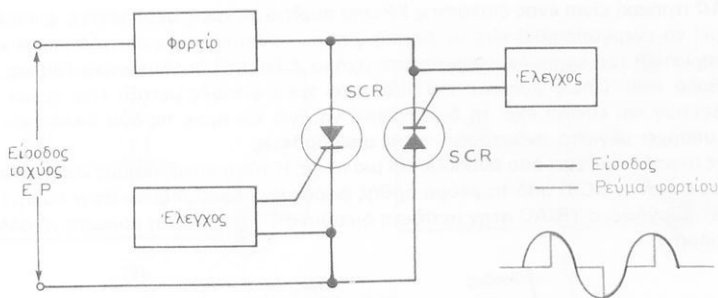 Φορτίο
Έλεγχος
SCR
SCR
Είσοδος
ισχύος
Ε.Ρ.
Έλεγχος
Είσοδος
Ρεύμα φορτίου